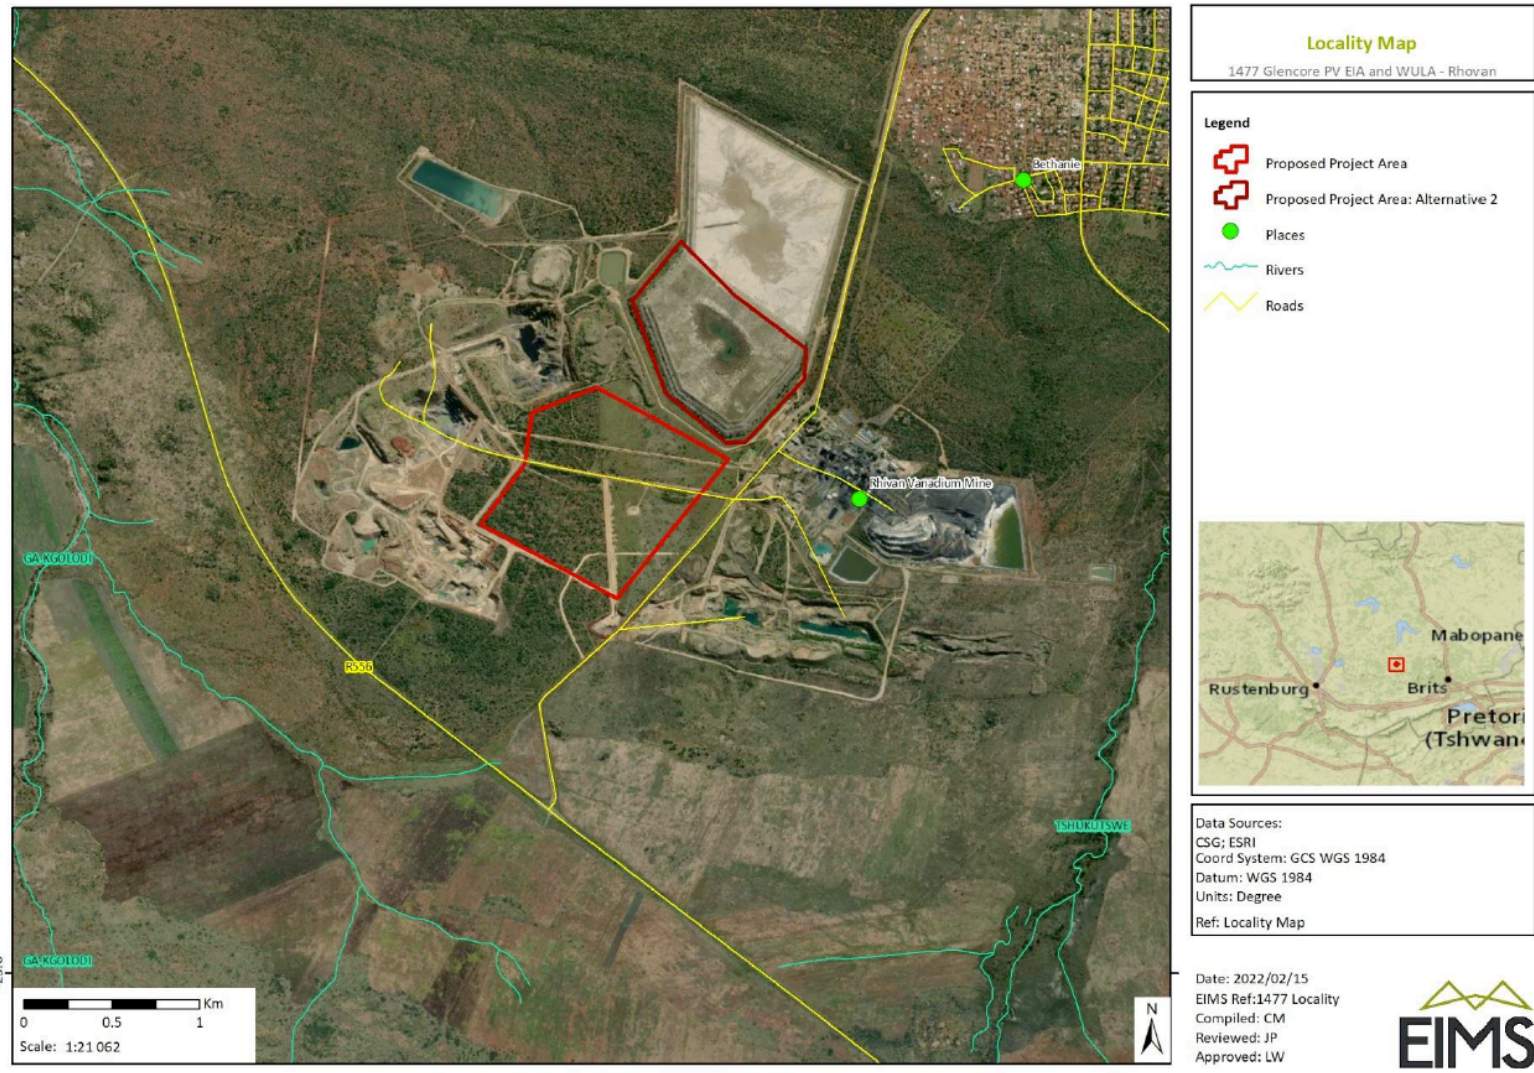 Locality Map
1477 Glencore PV EIA and WULA - Rhovan
Legend
Proposed Project Area
Proposed Project Area: Alternative 2
Places
Rivers
Roads
Bethanie
Rhivan Vanadium Mine
GA-KGOLODI
R556
TSHUKUTSWE
GA-KGOLODI
Km
0 0.5 1
Scale: 1:21 062
N
Mabopane
Rustenburg
Brits
Pretori
(Tshwan
Data Sources:
CSG; ESRI
Coord System: GCS WGS 1984
Datum: WGS 1984
Units: Degree
Ref: Locality Map
Date: 2022/02/15
EIMS Ref:1477 Locality
Compiled: CM
Reviewed: JP
Approved: LW
EIMS